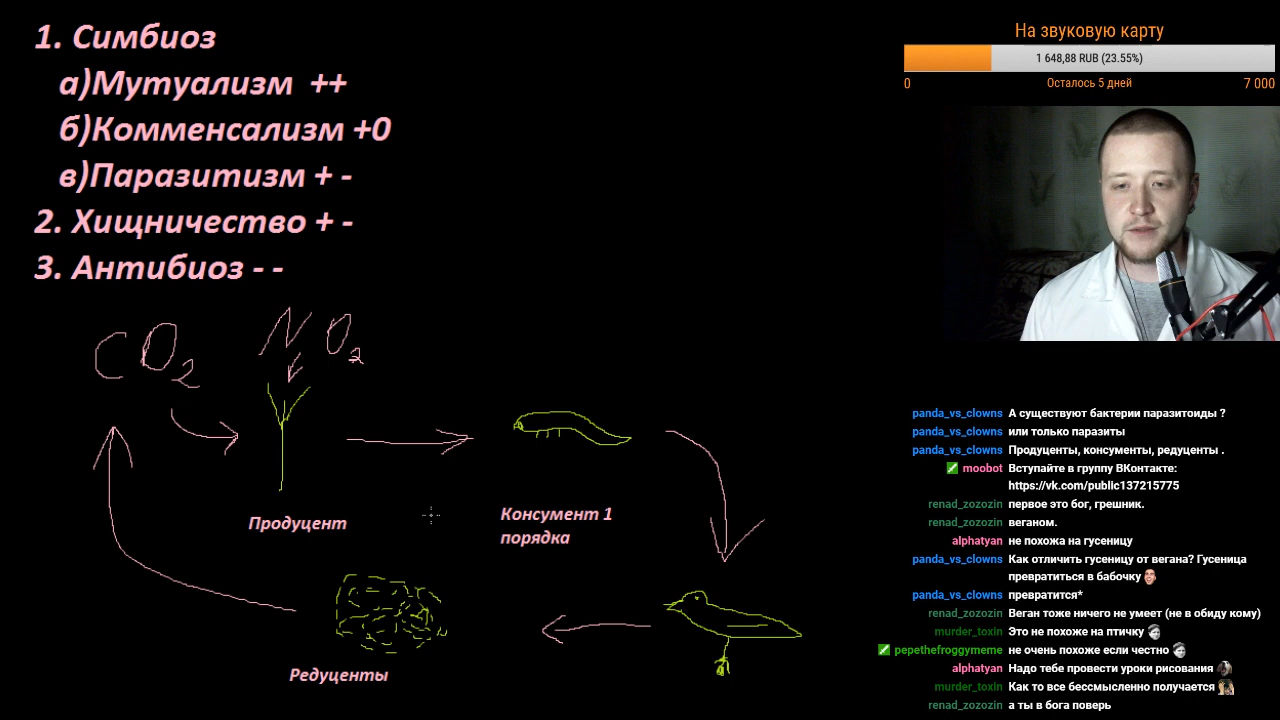 1. Симбиоз
а)Мутуализм ++
б)Комменсализм +0
в)Паразитизм + -
2. Хищничество + -
3. Антибиоз - -
CO2
NO2
Продуцент
Консумент 1
порядка
Редуценты
На звуковую карту
1 648,88 RUB (23.55%)
0
Осталось 5 дней
7 000
panda_vs_clowns А существуют бактерии паразитоиды ?
panda_vs_clowns или только паразиты
panda_vs_clowns Продуценты, консументы, редуценты .
moobot Вступайте в группу ВКонтакте:
https://vk.com/public137215775
renad_zozozin первое это бог, грешник.
renad_zozozin веганом.
alphatyan не похожа на гусеницу
panda_vs_clowns Как отличить гусеницу от вегана? Гусеница
превратиться в бабочку
panda_vs_clowns превратится*
renad_zozozin Веган тоже ничего не умеет (не в обиду кому)
murder_toxin Это не похоже на птичку
pepethefroggymeme не очень похоже если честно
alphatyan Надо тебе провести уроки рисования
murder_toxin Как то все бессмысленно получается
renad_zozozin а ты в бога поверь